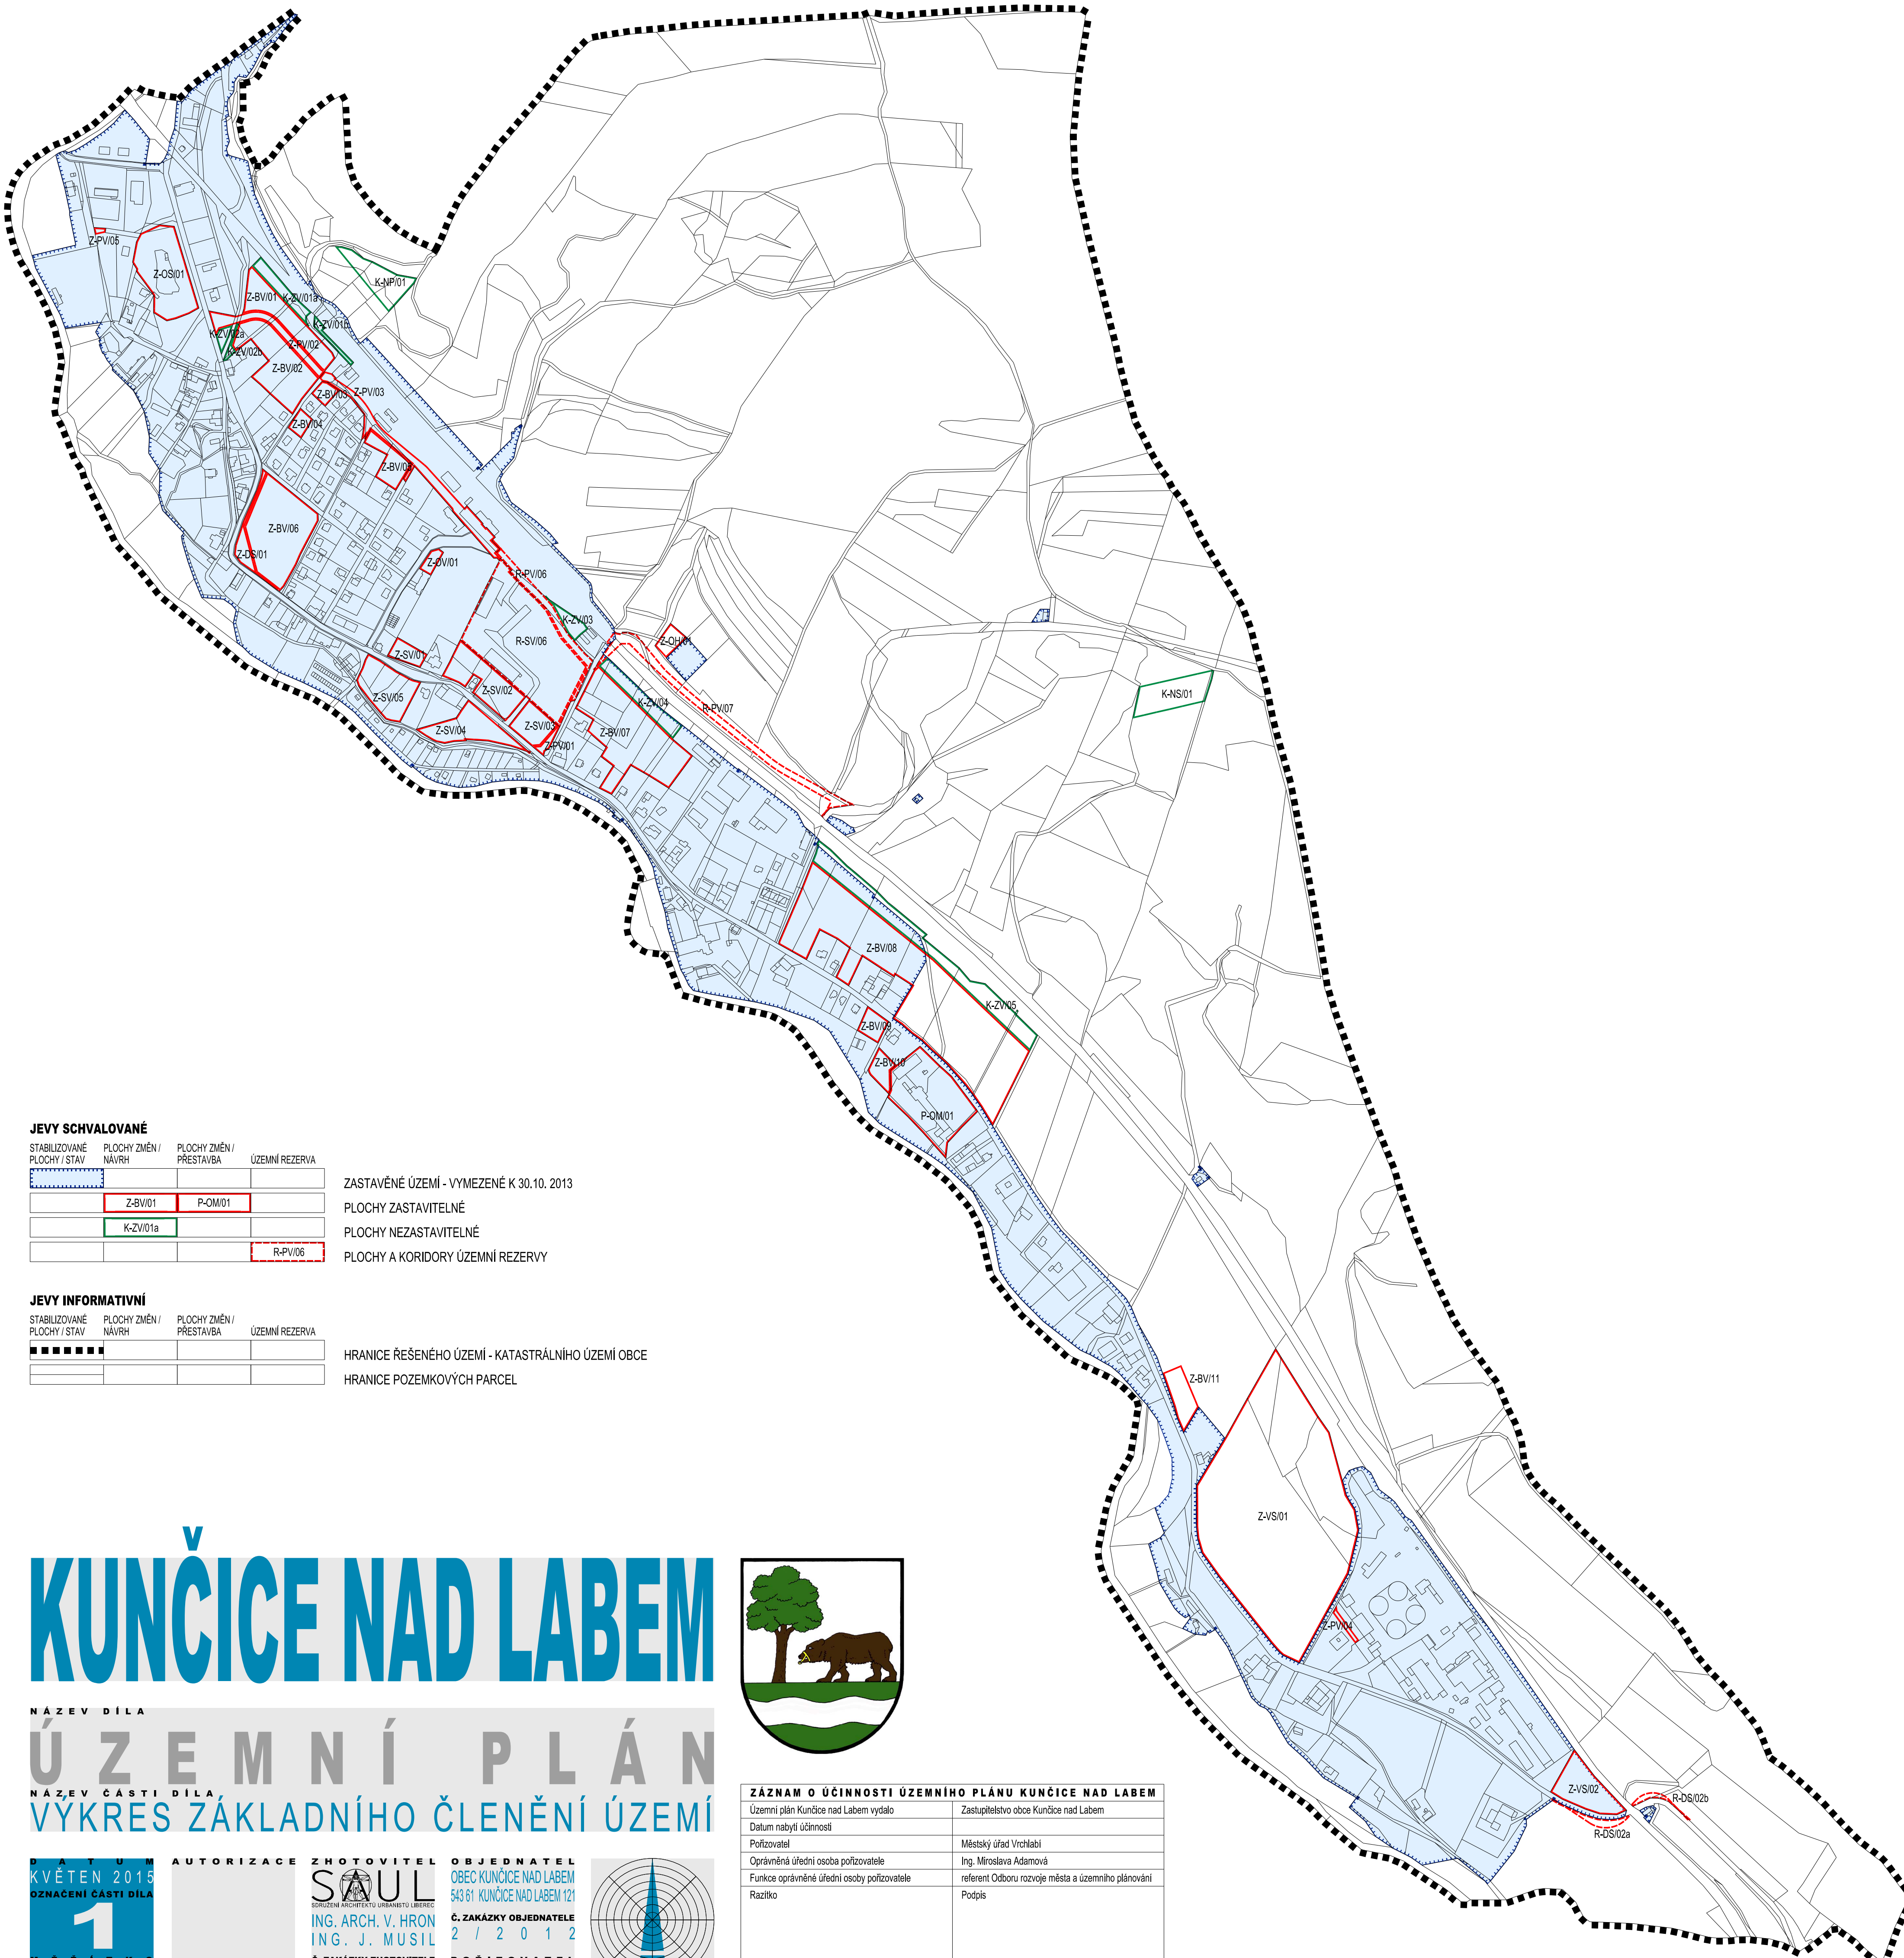 Z-PV/05
Z-OS/01
K-NP/01
Z-BV/01
K-ZV/01a
K-ZV/01b
K-ZV/02a
K-ZV/02b
Z-PV/02
Z-BV/02
Z-BV/03
Z-PV/03
Z-BV/04
Z-BV/05
Z-BV/06
Z-DS/01
Z-OV/01
R-PV/06
K-ZV/03
R-SV/06
Z-OH/01
Z-SV/01
Z-SV/05
Z-SV/02
K-NS/01
K-ZV/04
R-PV/07
Z-SV/04
Z-SV/03
Z-PV/01
Z-BV/07
Z-BV/08
K-ZV/05
Z-BV/09
Z-BV/10
P-OM/01
Z-BV/11
Z-VS/01
Z-PV/04
Z-VS/02
R-DS/02b
R-DS/02a
JEVY SCHVALOVANÉ
STABILIZOVANÉ PLOCHY / STAV
PLOCHY ZMĚN / NÁVRH
PLOCHY ZMĚN / PŘESTAVBA
ÚZEMNÍ REZERVA
ZASTAVĚNÉ ÚZEMÍ - VYMEZENÉ K 30.10. 2013
Z-BV/01 P-OM/01 PLOCHY ZASTAVITELNÉ
K-ZV/01a PLOCHY NEZASTAVITELNÉ
R-PV/06 PLOCHY A KORIDORY ÚZEMNÍ REZERVY
JEVY INFORMATIVNÍ
STABILIZOVANÉ PLOCHY / STAV
PLOCHY ZMĚN / NÁVRH
PLOCHY ZMĚN / PŘESTAVBA
ÚZEMNÍ REZERVA
HRANICE ŘEŠENÉHO ÚZEMÍ - KATASTRÁLNÍHO ÚZEMÍ OBCE
HRANICE POZEMKOVÝCH PARCEL
KUNČICE NAD LABEM
NÁZEV DÍLA
ÚZEMNÍ PLÁN
NÁZEV ČÁSTI DÍLA
VÝKRES ZÁKLADNÍHO ČLENĚNÍ ÚZEMÍ
DATUM
KVĚTEN 2015
OZNAČENÍ ČÁSTI DÍLA
1
AUTORIZACE
ZHOTOVITEL
SAUL
SDRUŽENÍ ARCHITEKTŮ URBANISTŮ LIBEREC
ING. ARCH. V. HRON
ING. J. MUSIL
OBJEDNATEL
OBEC KUNČICE NAD LABEM
543 61 KUNČICE NAD LABEM 121
Č. ZAKÁZKY OBJEDNATELE
2 / 2012
ZÁZNAM O ÚČINNOSTI ÚZEMNÍHO PLÁNU KUNČICE NAD LABEM
Územní plán Kunčice nad Labem vydalo Zastupitelstvo obce Kunčice nad Labem
Datum nabytí účinnosti
Pořizovatel Městský úřad Vrchlabí
Oprávněná úřední osoba pořizovatele Ing. Miroslava Adamová
Funkce oprávněné úřední osoby pořizovatele referent Odboru rozvoje města a územního plánování
Razítko Podpis